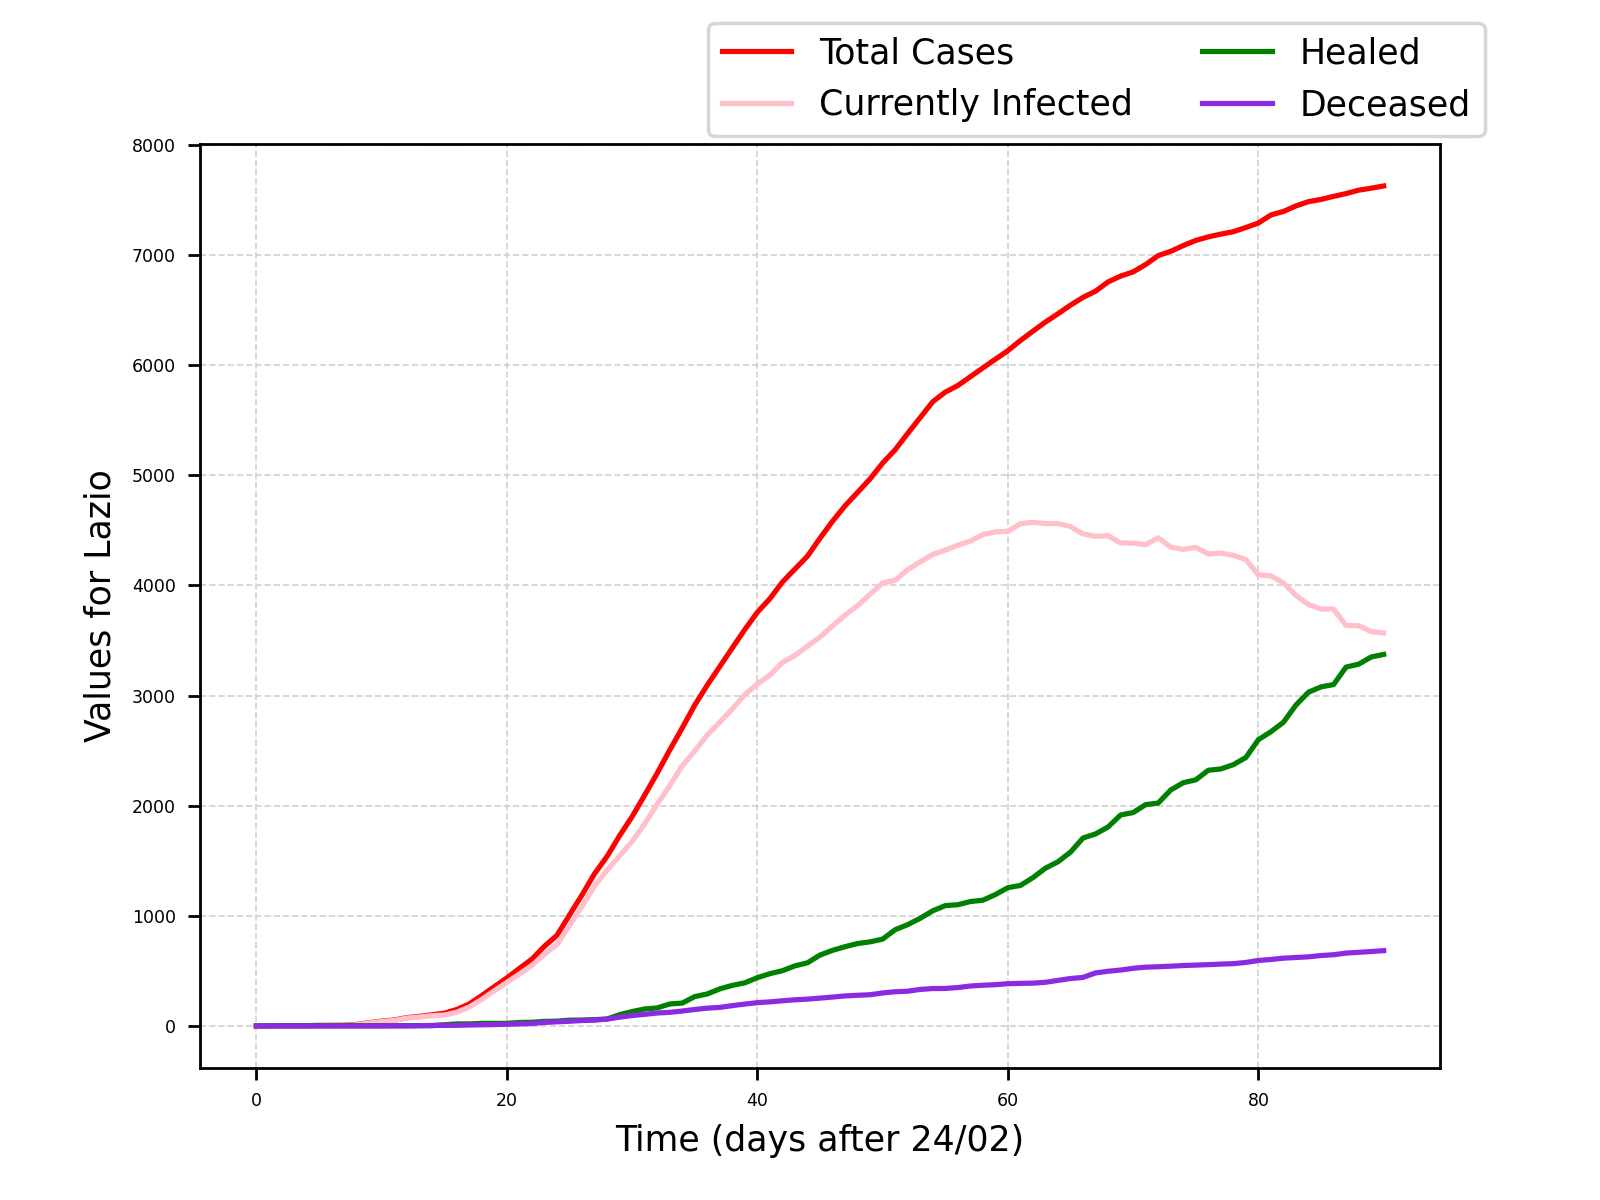 Total Cases
Currently Infected
Healed
Deceased
8000
7000
6000
5000
4000
3000
2000
1000
0
Values for Lazio
0 20 40 60 80
Time (days after 24/02)